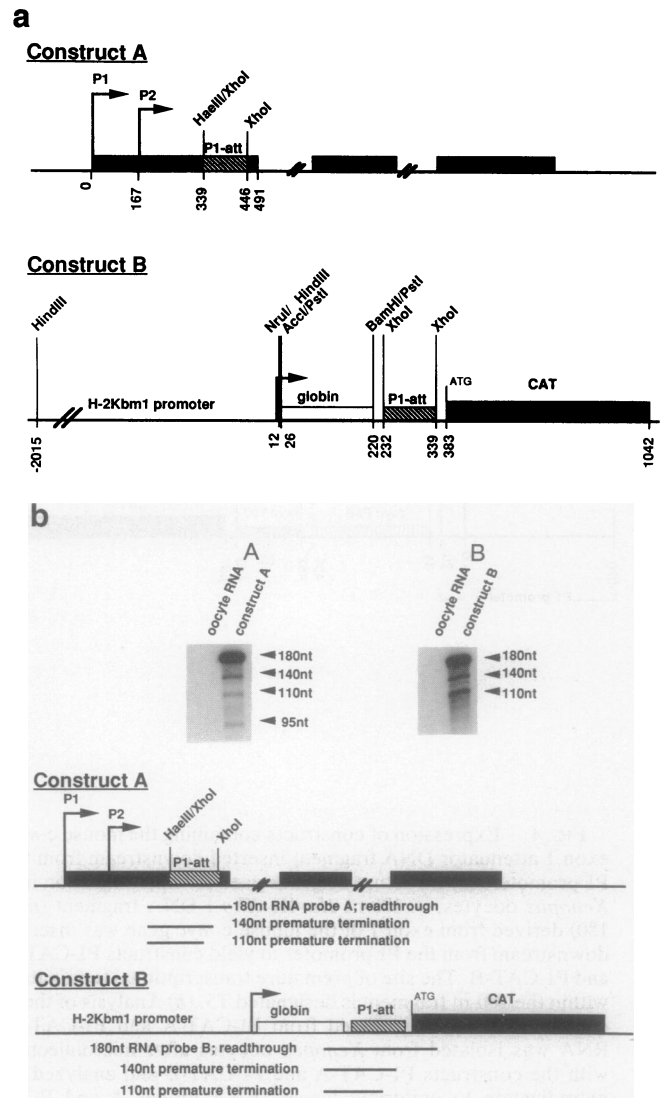 a
Construct A
P1
P2
HaeIII/XhoI
XhoI
P1-att
0
167
339
446
491
Construct B
HindIII
NruI/ HindIII
AccI/PstI
BamHI/PstI
XhoI
XhoI
H-2Kbm1 promoter
globin
P1-att
ATG
CAT
-2015
12
26
220
232
339
383
1042
b
A
B
oocyte RNA
construct A
oocyte RNA
construct B
180nt
140nt
110nt
95nt
180nt
140nt
110nt
Construct A
P1
P2
HaeIII/XhoI
XhoI
P1-att
180nt RNA probe A; readthrough
140nt premature termination
110nt premature termination
Construct B
H-2Kbm1 promoter
globin
P1-att
ATG
CAT
180nt RNA probe B; readthrough
140nt premature termination
110nt premature termination